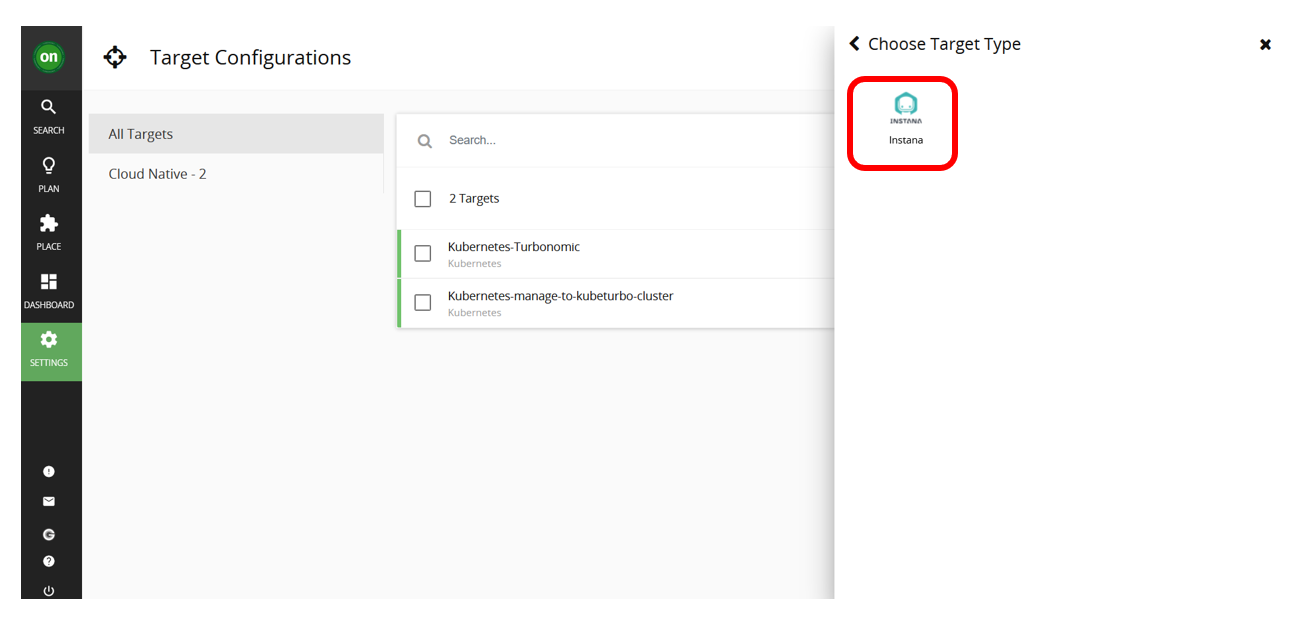 on
Target Configurations
SEARCH
PLAN
PLACE
DASHBOARD
SETTINGS
All Targets
Cloud Native - 2
Search...
2 Targets
Kubernetes-Turbonomic
Kubernetes
Kubernetes-manage-to-kubeturbo-cluster
Kubernetes
Choose Target Type
INSTANA
Instana